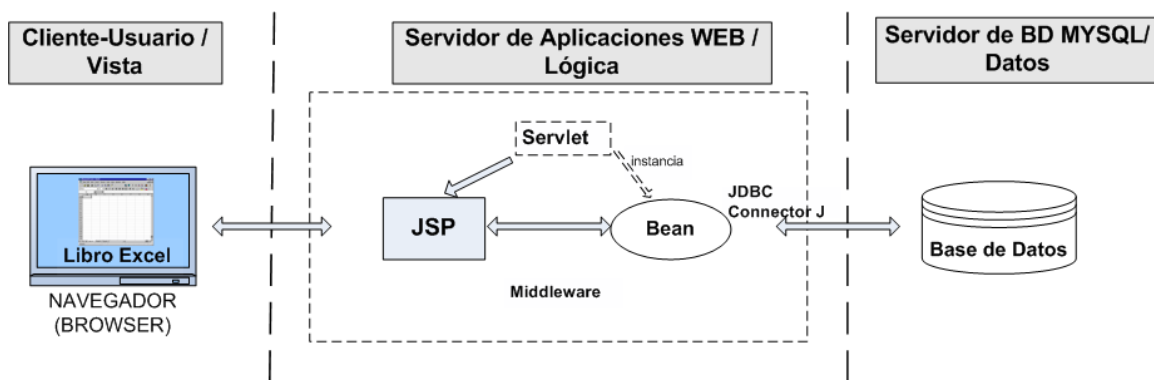 Cliente-Usuario /
Vista
Servidor de Aplicaciones WEB /
Lógica
Servidor de BD MYSQL/
Datos
Servlet
instancia
JDBC
Connector J
JSP
Bean
Libro Excel
Base de Datos
Middleware
NAVEGADOR
(BROWSER)